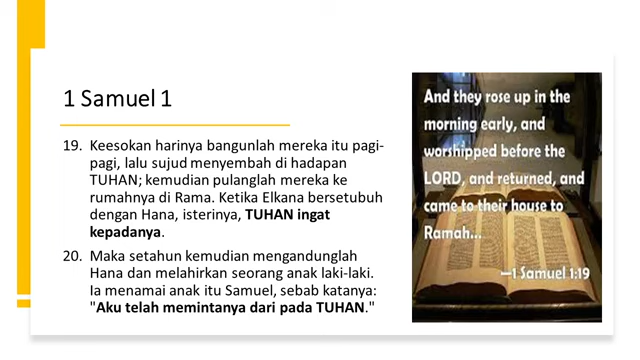 1 Samuel 1
19. Keesokan harinya bangunlah mereka itu pagi-
pagi, lalu sujud menyembah di hadapan
TUHAN; kemudian pulanglah mereka ke
rumahnya di Rama. Ketika Elkana bersetubuh
dengan Hana, isterinya, TUHAN ingat
kepadanya.
20. Maka setahun kemudian mengandunglah
Hana dan melahirkan seorang anak laki-laki.
Ia menamai anak itu Samuel, sebab katanya:
"Aku telah memintanya dari pada TUHAN."
And they rose up in the
morning early, and
worshipped before the
LORD, and returned, and
came to their house to
Ramah...
—1 Samuel 1:19